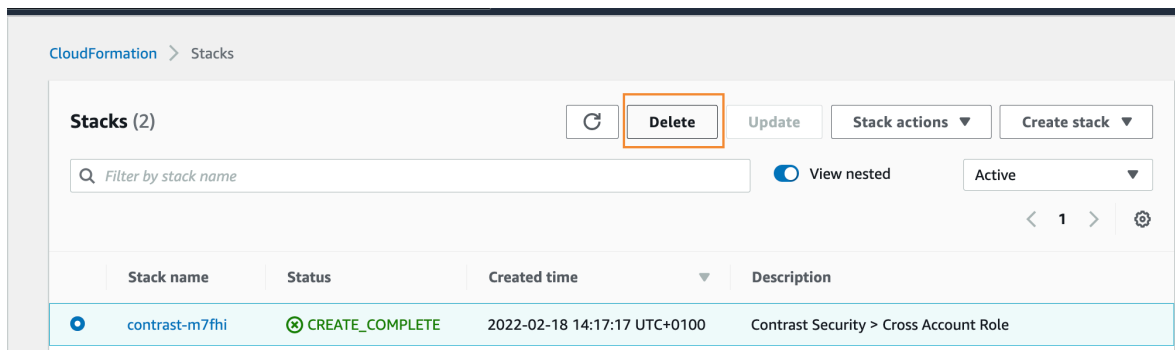 CloudFormation > Stacks
Stacks (2)
Delete
Update
Stack actions
Create stack
Filter by stack name
View nested
Active
1
Stack name Status Created time Description
contrast-m7fhi CREATE_COMPLETE 2022-02-18 14:17:17 UTC+0100 Contrast Security > Cross Account Role